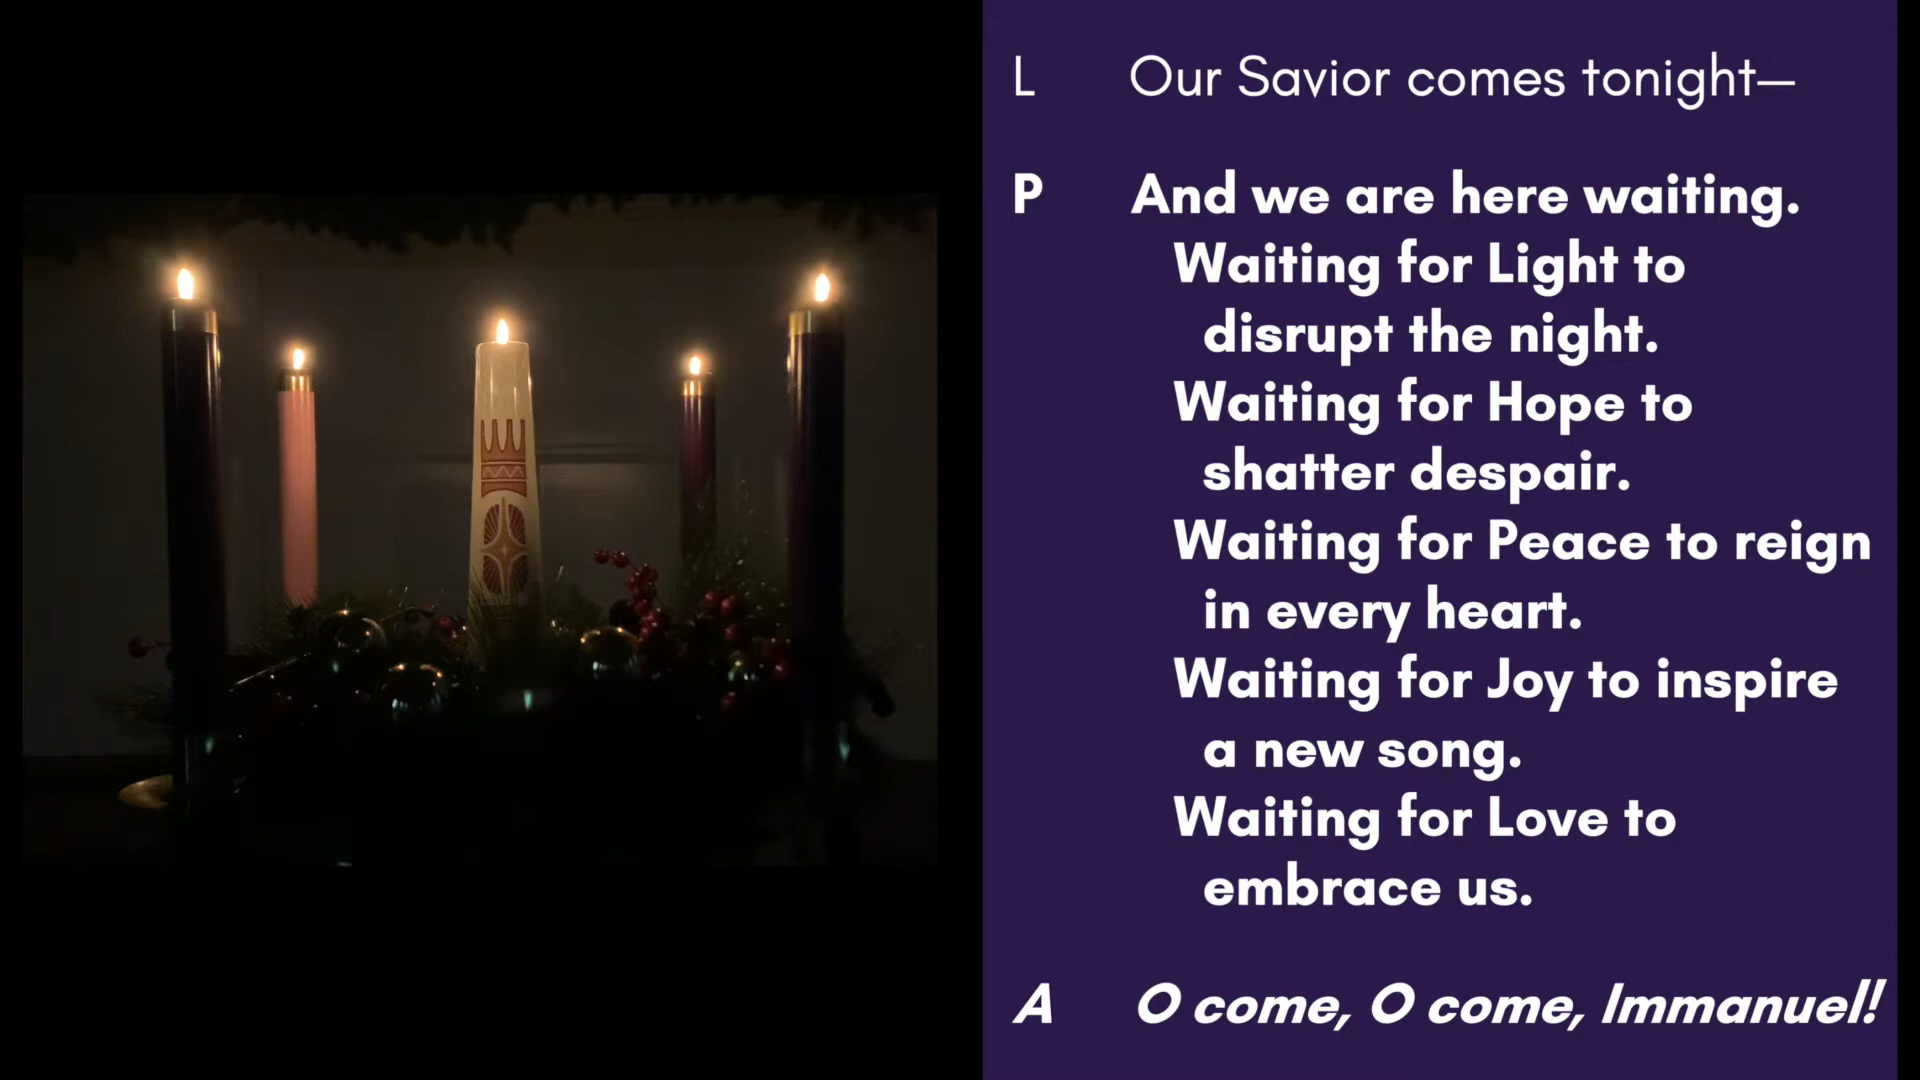 L Our Savior comes tonight—
P And we are here waiting.
Waiting for Light to
disrupt the night.
Waiting for Hope to
shatter despair.
Waiting for Peace to reign
in every heart.
Waiting for Joy to inspire
a new song.
Waiting for Love to
embrace us.
A O come, O come, Immanuel!